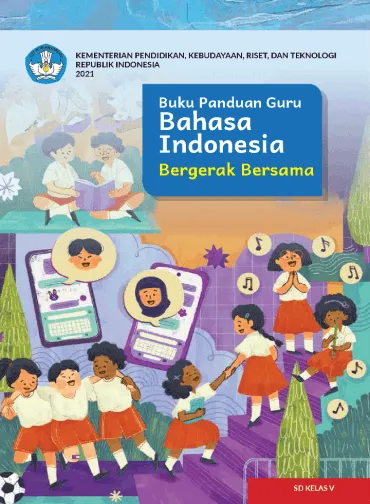 KEMENTERIAN PENDIDIKAN, KEBUDAYAAN, RISET, DAN TEKNOLOGI
REPUBLIK INDONESIA
2021
Buku Panduan Guru
Bahasa
Indonesia
Bergerak Bersama
SD KELAS V